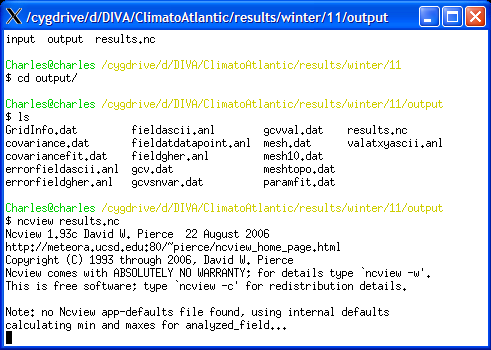 /cygdrive/d/DIVA/ClimatoAtlantic/results/winter/11/output
input  output  results.nc
Charles@charles /cygdrive/d/DIVA/ClimatoAtlantic/results/winter/11
$ cd output/
Charles@charles /cygdrive/d/DIVA/ClimatoAtlantic/results/winter/11/output
$ ls
GridInfo.dat        fieldascii.anl        gcvval.dat      results.nc
covariance.dat      fieldatdatapoint.anl  mesh.dat        valatxyascii.anl
covariancefit.dat   fieldgher.anl         mesh10.dat
errorfieldascii.anl gcv.dat               meshtopo.dat
errorfieldgher.anl  gcvsnvar.dat          paramfit.dat
Charles@charles /cygdrive/d/DIVA/ClimatoAtlantic/results/winter/11/output
$ ncview results.nc
Ncview 1.93c David W. Pierce  22 August 2006
http://meteora.ucsd.edu:80/~pierce/ncview_home_page.html
Copyright (C) 1993 through 2006, David W. Pierce
Ncview comes with ABSOLUTELY NO WARRANTY; for details type `ncview -w'.
This is free software; type `ncview -c' for redistribution details.
Note: no Ncview app-defaults file found, using internal defaults
calculating min and maxes for analyzed_field...